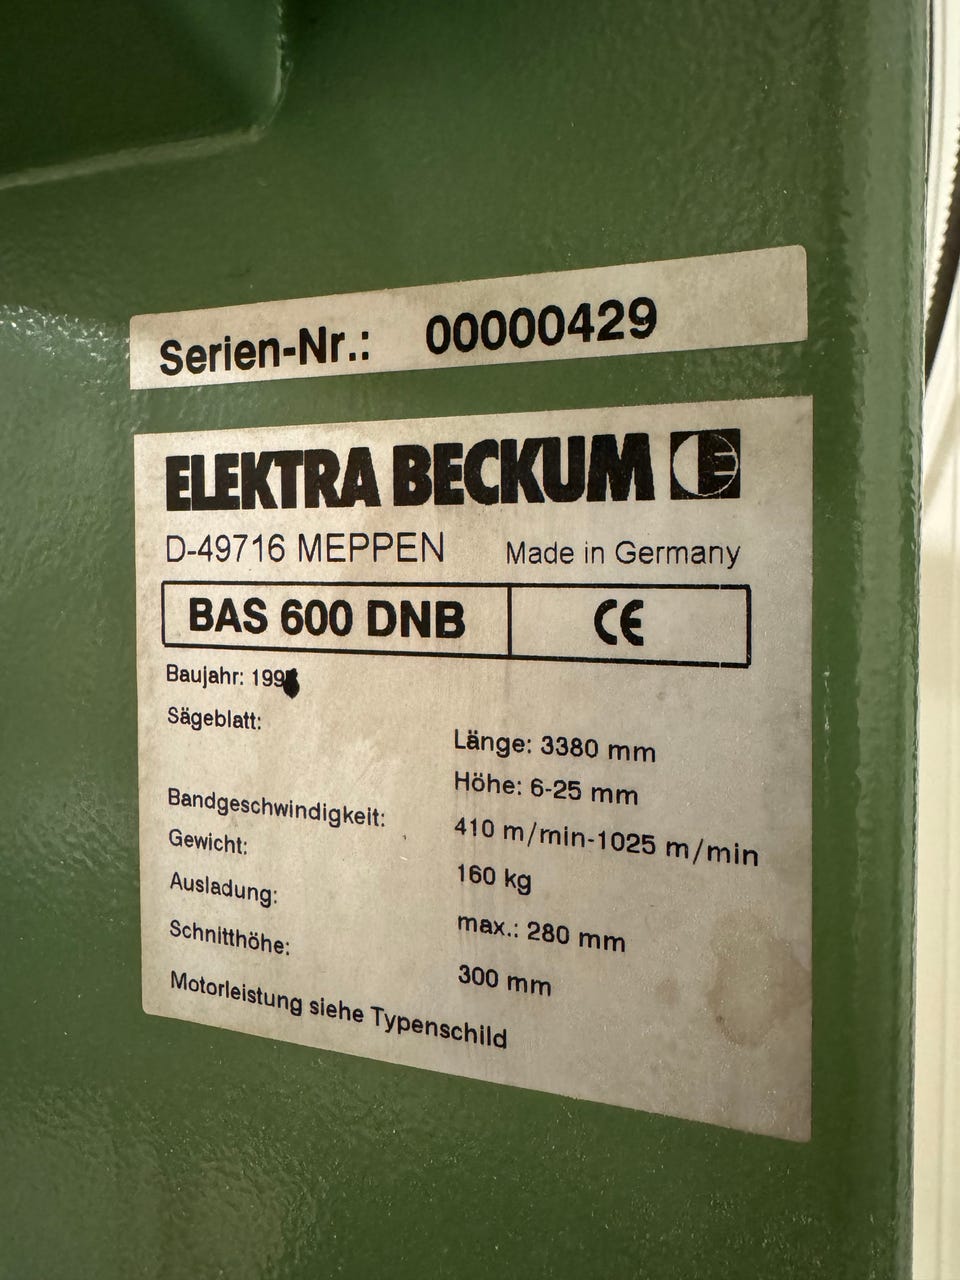 Serien-Nr.: 00000429
ELEKTRA BECKUM
D-49716 MEPPEN Made in Germany
BAS 600 DNB CE
Baujahr:
Sägeblatt:
Länge: 3380 mm
Höhe: 6-25 mm
Bandgeschwindigkeit: 410 m/min-1025 m/min
Gewicht: 160 kg
Ausladung: max.: 280 mm
Schnitthöhe: 300 mm
Motorleistung siehe Typenschild